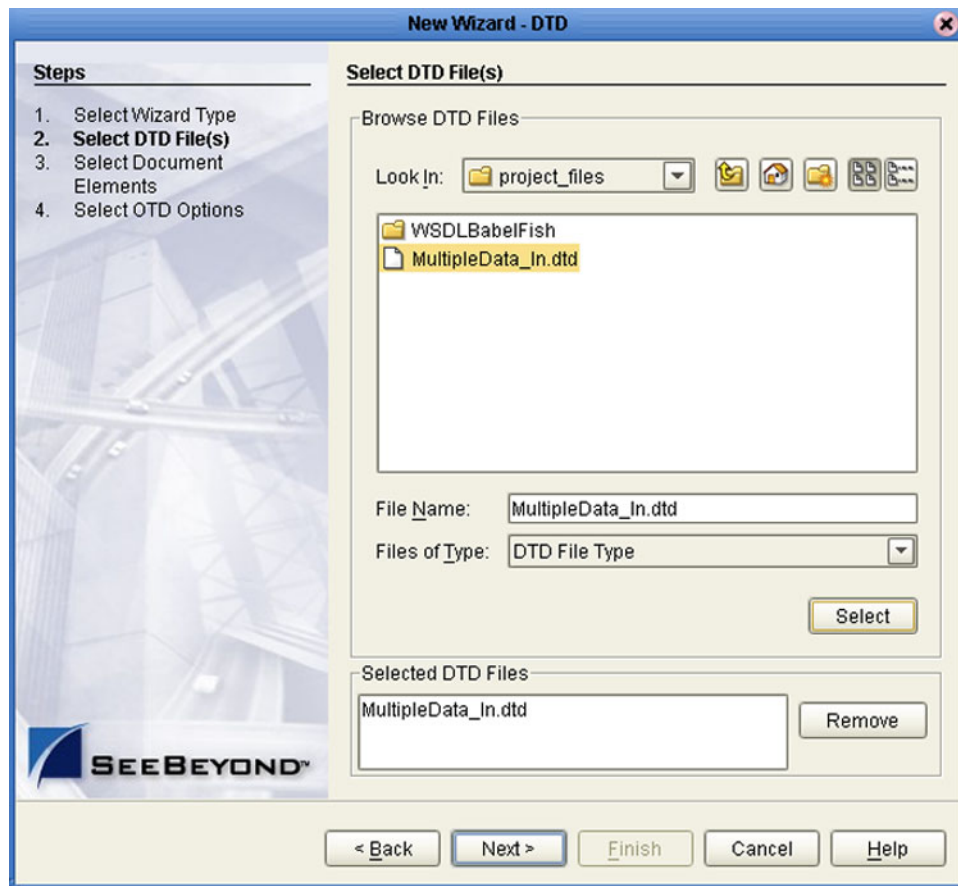 New Wizard - DTD
Steps
1. Select Wizard Type
2. Select DTD File(s)
3. Select Document
Elements
4. Select OTD Options
SEEBEYOND™
Select DTD File(s)
Browse DTD Files
Look In: project_files
WSDLBabelFish
MultipleData_In.dtd
File Name: MultipleData_In.dtd
Files of Type: DTD File Type
Select
Selected DTD Files
MultipleData_In.dtd
Remove
< Back Next > Finish Cancel Help